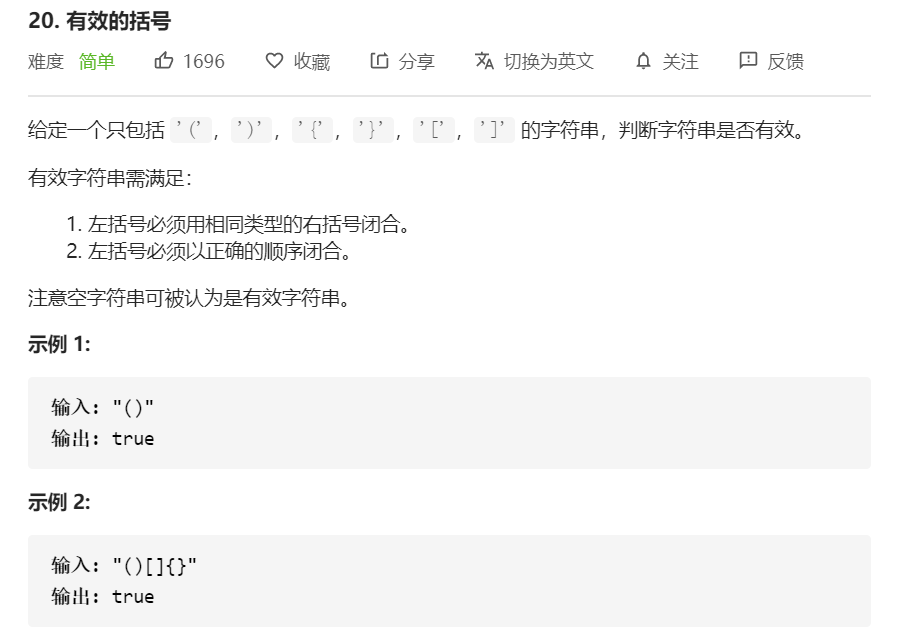 20. 有效的括号
难度 简单 1696 收藏 分享 切换为英文 关注 反馈
给定一个只包括 '('，')'，'{'，'}'，'['，']' 的字符串，判断字符串是否有效。
有效字符串需满足：
1. 左括号必须用相同类型的右括号闭合。
2. 左括号必须以正确的顺序闭合。
注意空字符串可被认为是有效字符串。
示例 1:
输入: "()"
输出: true
示例 2:
输入: "()[]{}"
输出: true